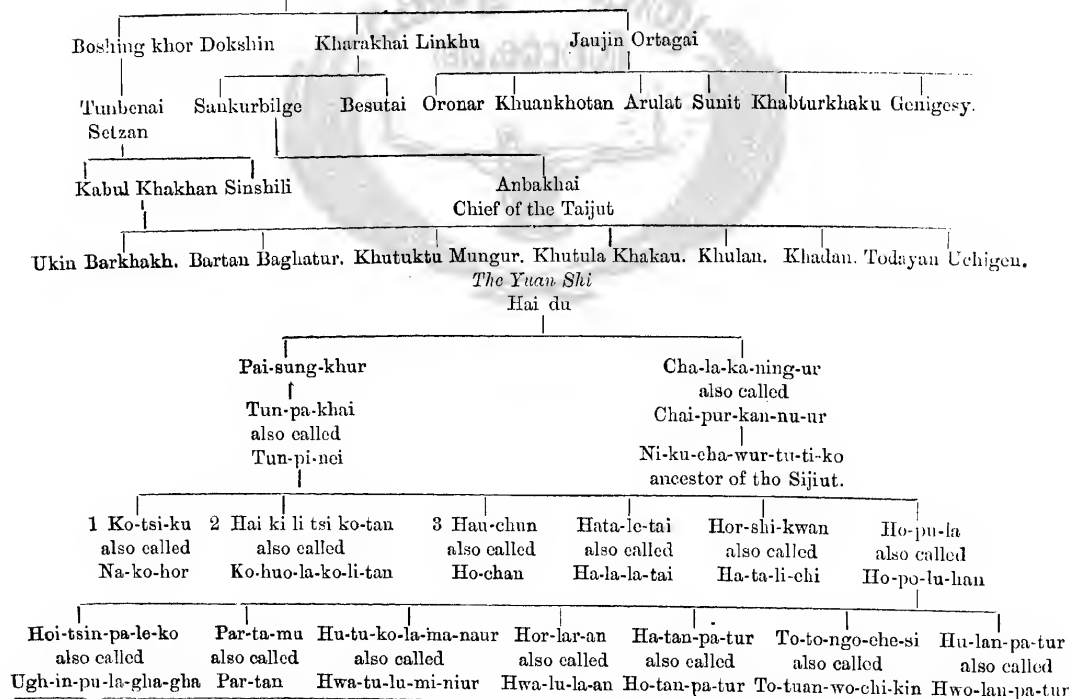 Boshing khor Dokshin Kharakhai Linkhu Jaujin Ortagai
Tunbenai Sankurbilge Besutai Oronar Khuankhotan Arulat Sunit Khabturkhaku Genigesy.
Setzan
Kabul Khakhan Sinshili Anbakhai
Chief of the Taijut
Ukin Barkhakh. Bartan Baghatur. Khutuktu Mungur. Khutula Khakau. Khulan. Khadan. Todayan Uchigen.
The Yuan Shi
Hai du
Pai-sung-khur Cha-la-ka-ning-ur
also called
Tun-pa-khai Chai-pur-kan-nu-ur
also called
Tun-pi-nei Ni-ku-cha-wur-tu-ti-ko
ancestor of tho Sijiut.
1 Ko-tsi-ku 2 Hai ki li tsi ko-tan 3 Hau-chun Hata-le-tai Hor-shi-kwan Ho-pu-la
also called also called also called also called also called also called
Na-ko-hor Ko-huo-la-ko-li-tan Ho-chan Ha-la-la-tai Ha-ta-li-chi Ho-po-lu-han
Hoi-tsin-pa-le-ko Par-ta-mu Hu-tu-ko-la-ma-naur Hor-lar-an Ha-tan-pa-tur To-to-ngo-che-si Hu-lan-pa-tur
also called also called also called also called also called also called also called
Ugh-in-pu-la-gha-gha Par-tan Hwa-tu-lu-mi-niur Hwa-lu-la-an Ho-tan-pa-tur To-tuan-wo-chi-kin Hwo-lan-pa-tur